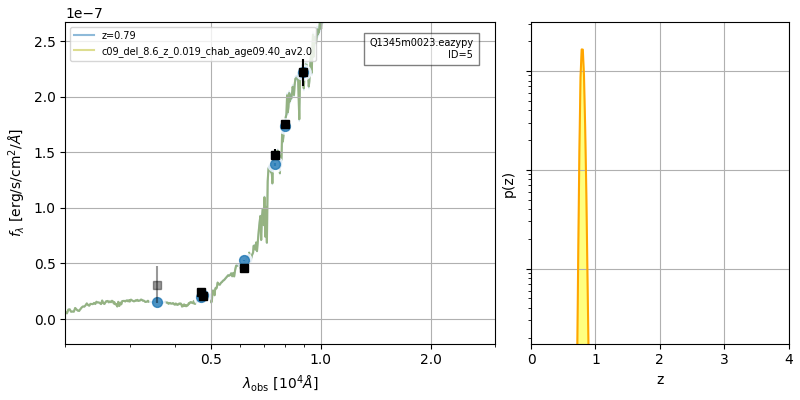 1e−7
z=0.79
c09_del_8.6_z_0.019_chab_age09.40_av2.0
Q1345m0023.eazypy
ID=5
2.5
2.0
1.5
1.0
0.5
0.0
fλ [erg/s/cm²/Å]
0.5
1.0
2.0
λobs [10⁴Å]
p(z)
0
1
2
3
4
z